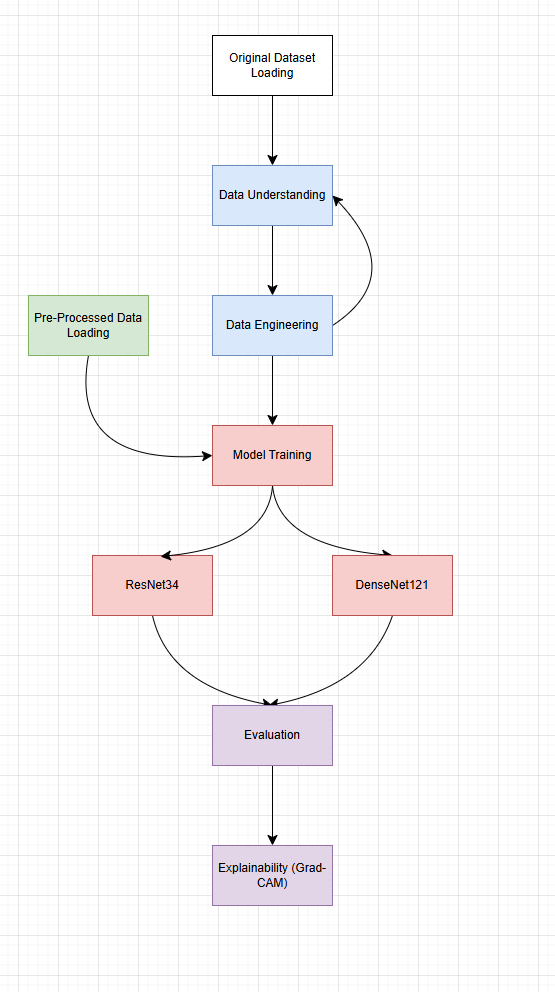 Original Dataset
Loading
Data Understanding
Pre-Processed Data
Loading
Data Engineering
Model Training
ResNet34
DenseNet121
Evaluation
Explainability (Grad-
CAM)